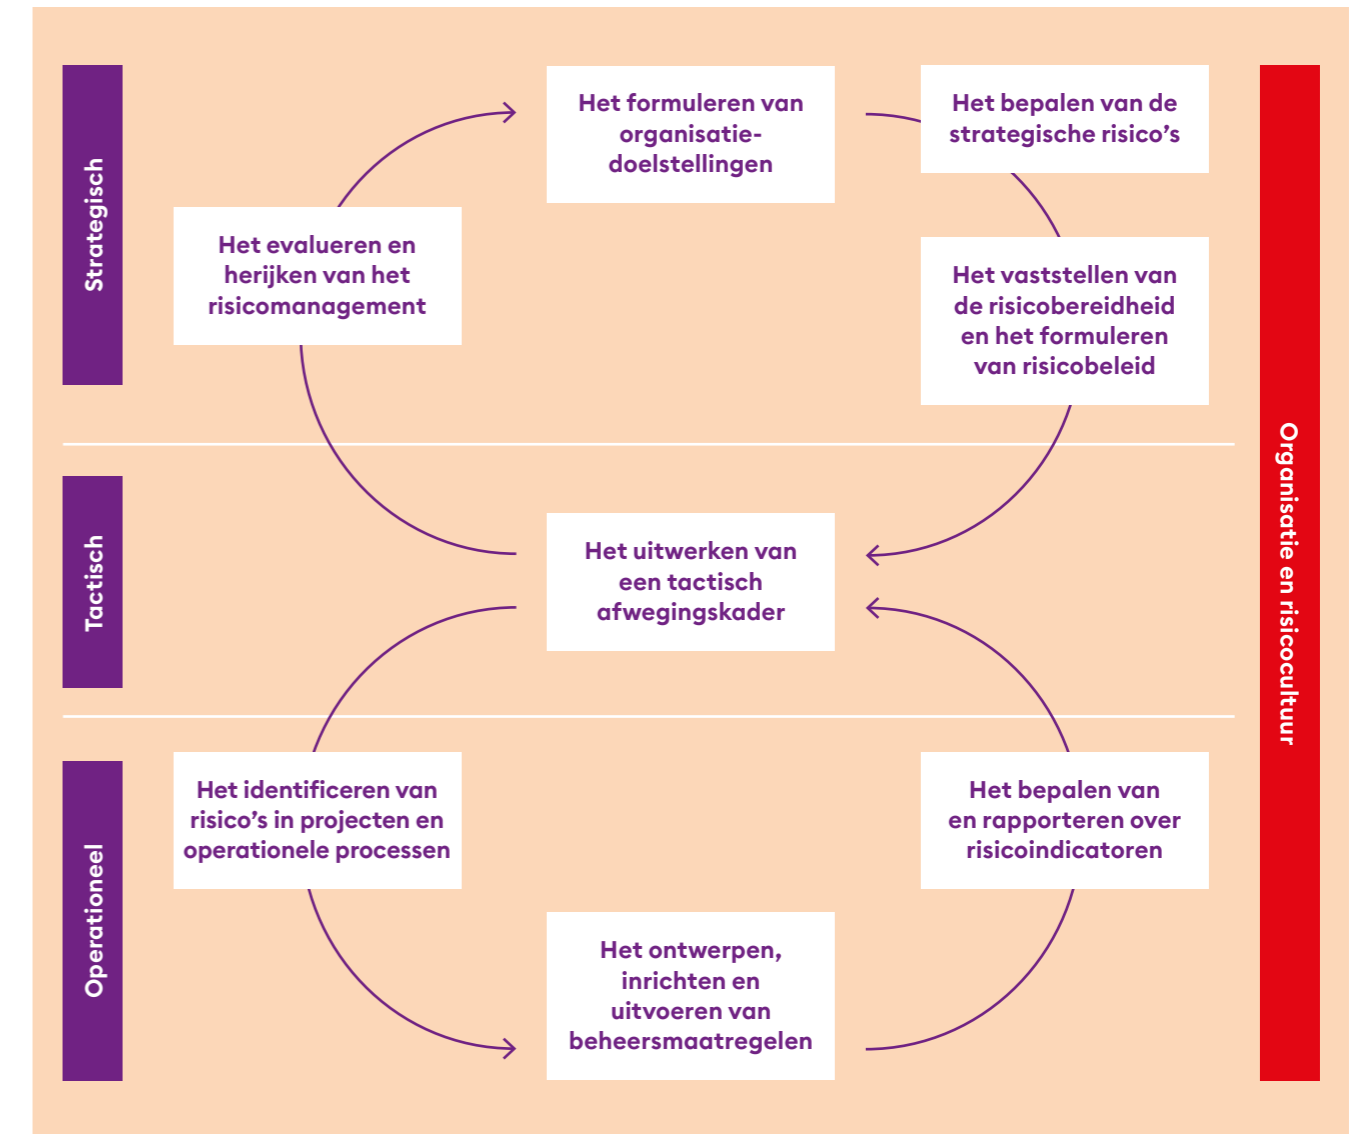 Strategisch
Het formuleren van
organisatie-
doelstellingen
Het bepalen van de
strategische risico’s
Het evalueren en
herijken van het
risicomanagement
Het vaststellen van
de risicobereidheid
en het formuleren
van risicobeleid
Tactisch
Het uitwerken van
een tactisch
afwegingskader
Operationeel
Het identificeren van
risico’s in projecten en
operationele processen
Het bepalen van
en rapporteren over
risicoindicatoren
Het ontwerpen,
inrichten en
uitvoeren van
beheersmaatregelen
Organisatie en risicocultuur